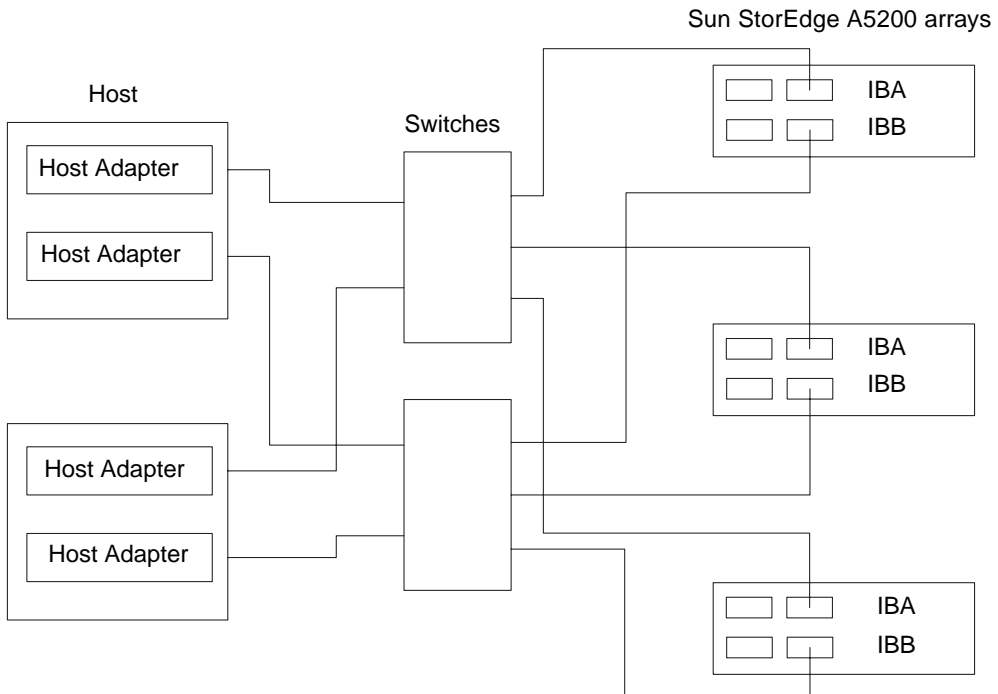 Sun StorEdge A5200 arrays
Host
Switches
Host Adapter
Host Adapter
Host Adapter
Host Adapter
IBA
IBB
IBA
IBB
IBA
IBB